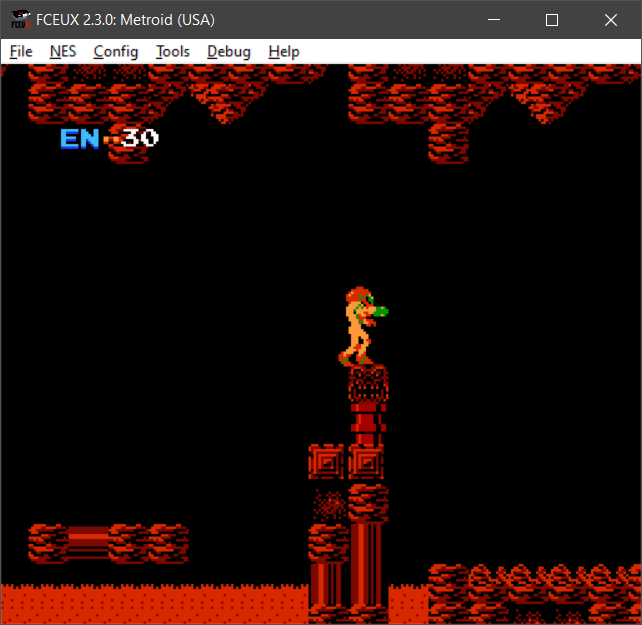 FCEUX 2.3.0: Metroid (USA)
File NES Config Tools Debug Help
EN··30